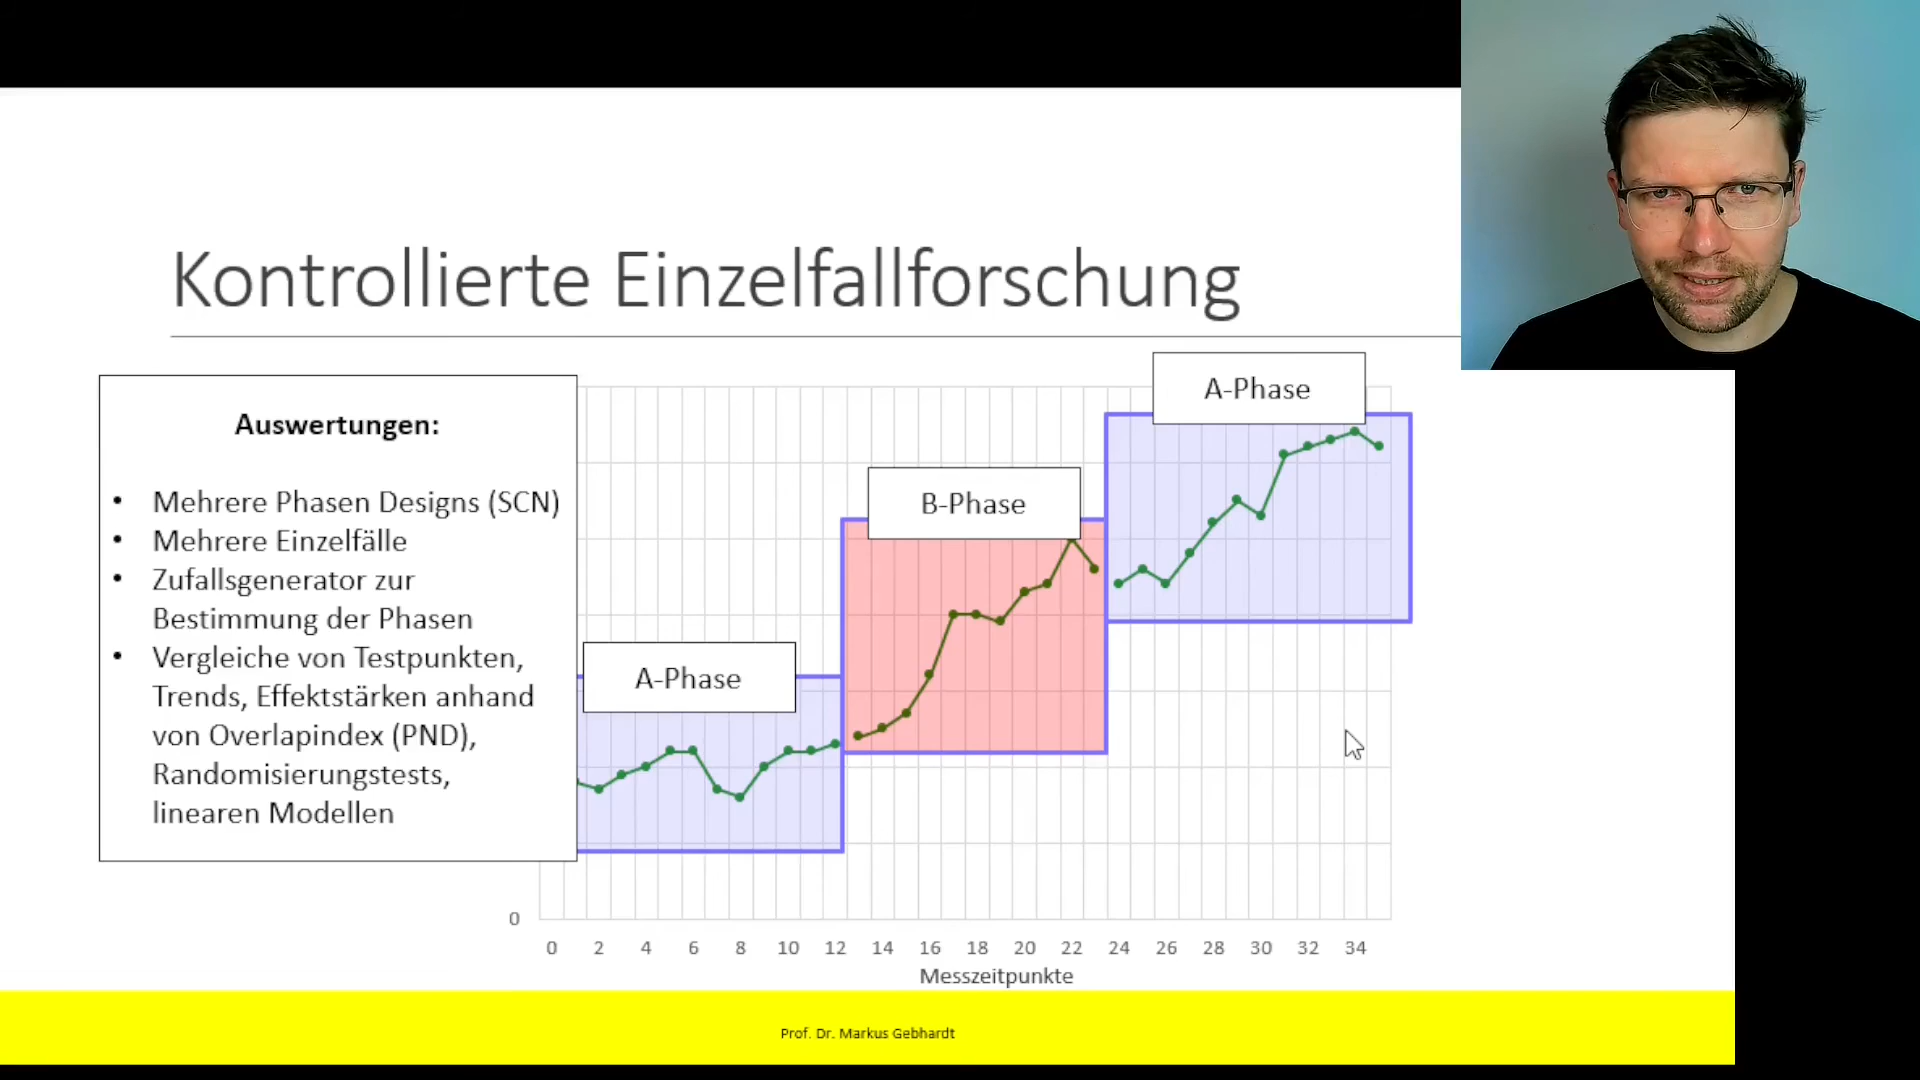 Kontrollierte Einzelfallforschung
Auswertungen:
• Mehrere Phasen Designs (SCN)
• Mehrere Einzelfälle
• Zufallsgenerator zur
Bestimmung der Phasen
• Vergleiche von Testpunkten,
Trends, Effektstärken anhand
von Overlapindex (PND),
Randomisierungstests,
linearen Modellen
A-Phase
B-Phase
A-Phase
0
0 2 4 6 8 10 12 14 16 18 20 22 24 26 28 30 32 34
Messzeitpunkte
Prof. Dr. Markus Gebhardt